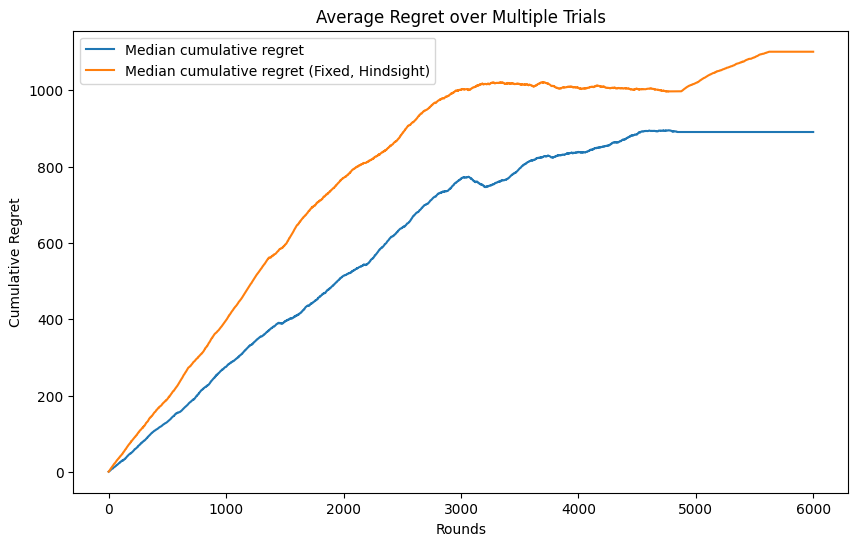 Average Regret over Multiple Trials
Median cumulative regret
Median cumulative regret (Fixed, Hindsight)
Cumulative Regret
1000
800
600
400
200
0
0 1000 2000 3000 4000 5000 6000
Rounds